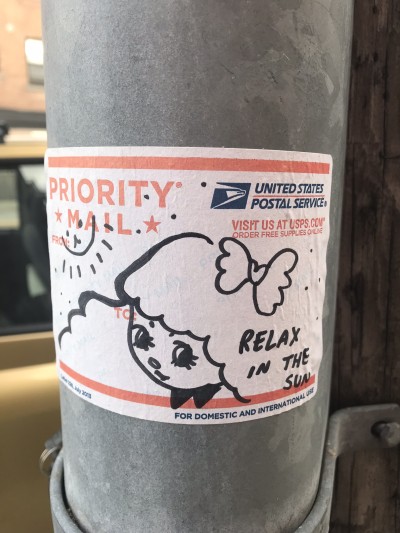 PRIORITY®
★ MAIL ★
UNITED STATES
POSTAL SERVICE®
VISIT US AT USPS.COM®
ORDER FREE SUPPLIES ONLINE
FROM:
TO:
RELAX
IN THE
SUN
FOR DOMESTIC AND INTERNATIONAL USE